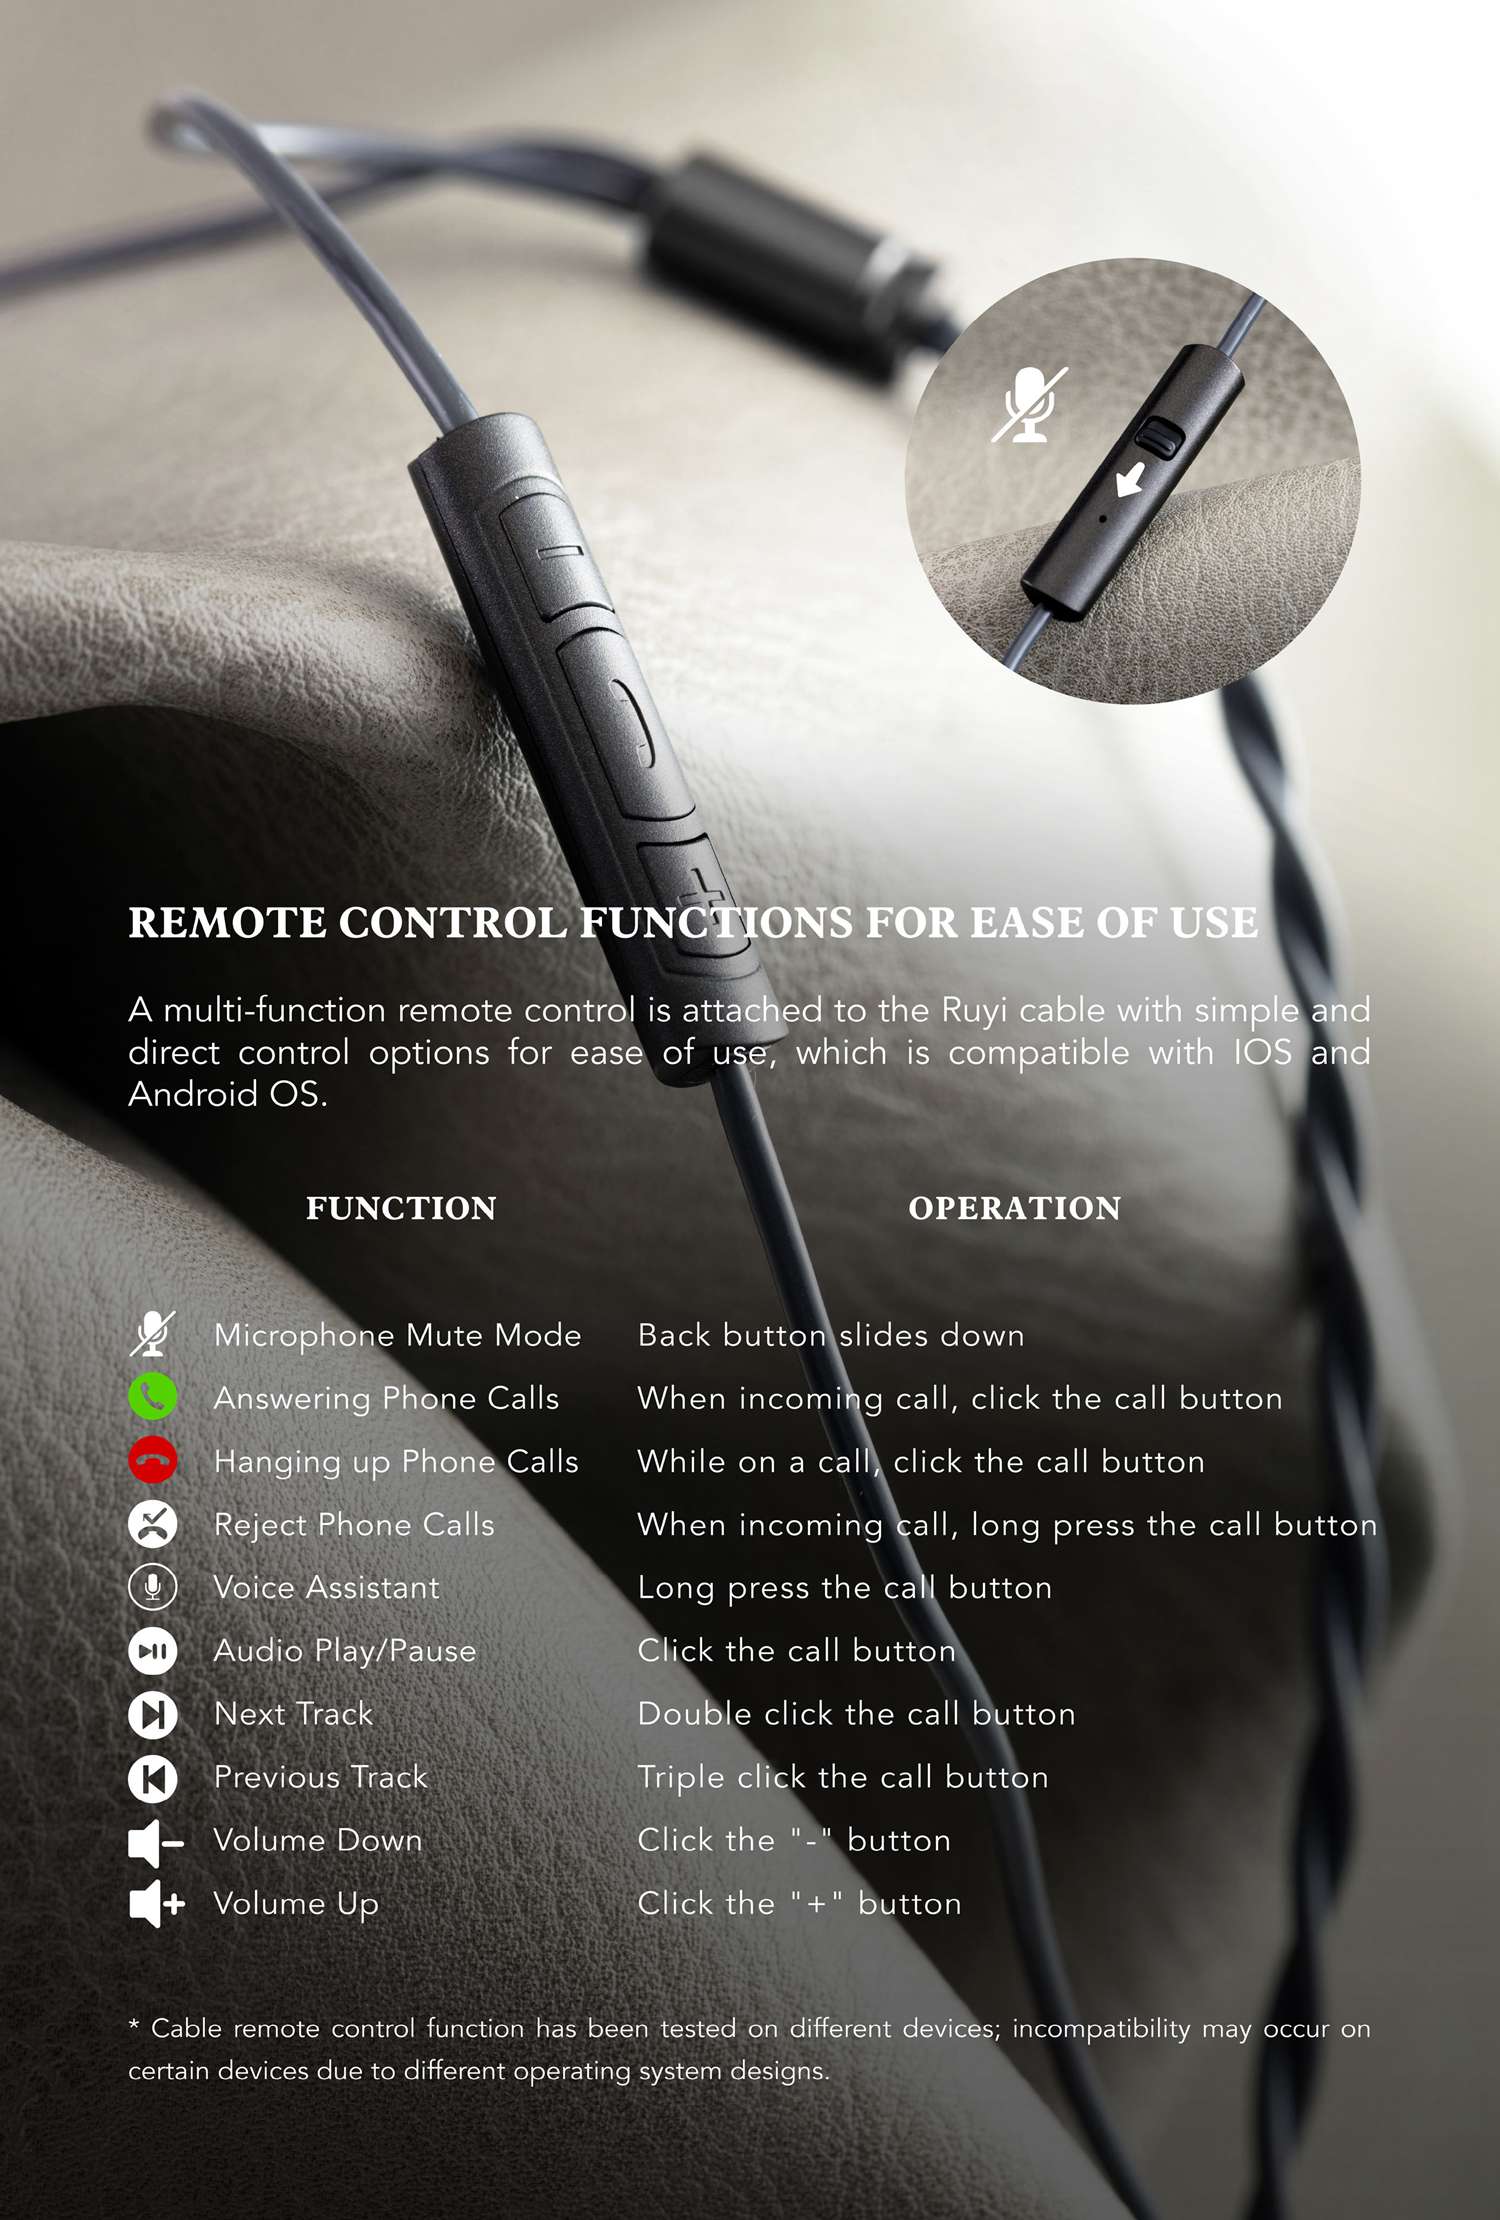 REMOTE CONTROL FUNCTIONS FOR EASE OF USE
A multi-function remote control is attached to the Ruyi cable with simple and
direct control options for ease of use, which is compatible with IOS and
Android OS.
FUNCTION OPERATION
Microphone Mute Mode Back button slides down
Answering Phone Calls When incoming call, click the call button
Hanging up Phone Calls While on a call, click the call button
Reject Phone Calls When incoming call, long press the call button
Voice Assistant Long press the call button
Audio Play/Pause Click the call button
Next Track Double click the call button
Previous Track Triple click the call button
Volume Down Click the "-" button
Volume Up Click the "+" button
* Cable remote control function has been tested on different devices; incompatibility may occur on
certain devices due to different operating system designs.